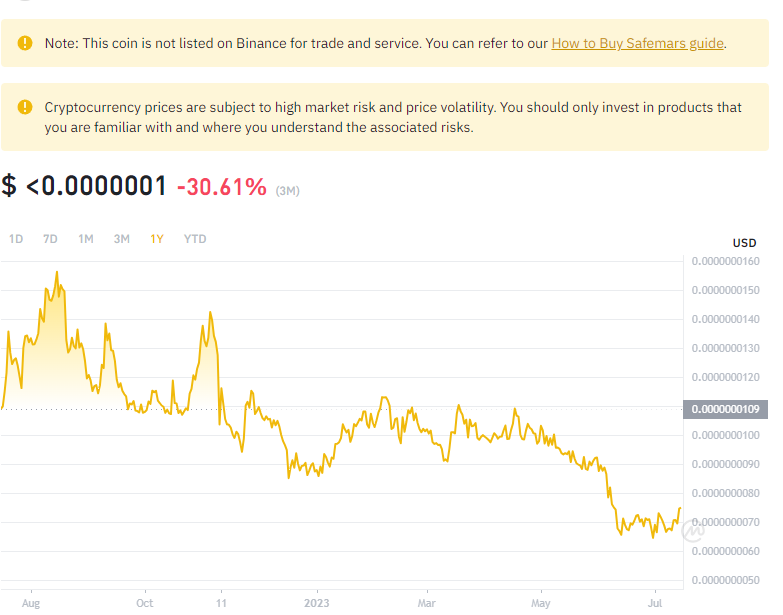 Note: This coin is not listed on Binance for trade and service. You can refer to our How to Buy Safemars guide.
Cryptocurrency prices are subject to high market risk and price volatility. You should only invest in products that
you are familiar with and where you understand the associated risks.
$ <0.0000001 -30.61% (3M)
1D 7D 1M 3M 1Y YTD
USD
0.0000000160
0.0000000150
0.0000000140
0.0000000130
0.0000000120
0.0000000109
0.0000000100
0.0000000090
0.0000000080
0.0000000070
0.0000000060
0.0000000050
Aug Oct 11 2023 Mar May Jul